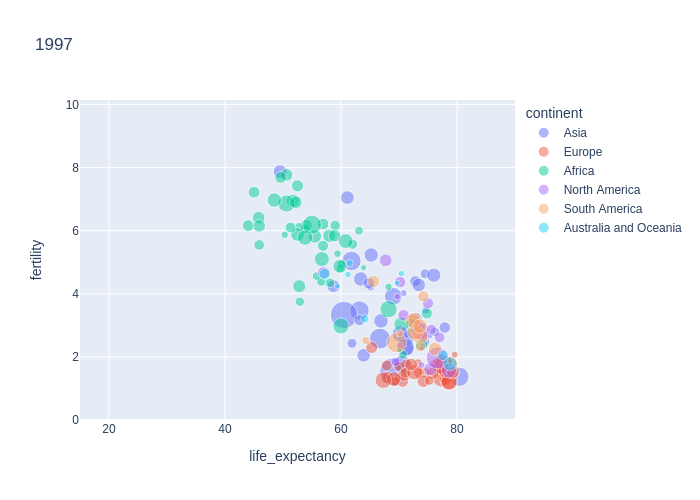 1997
continent
Asia
Europe
Africa
North America
South America
Australia and Oceania
fertility
10
8
6
4
2
0
20
40
60
80
life_expectancy